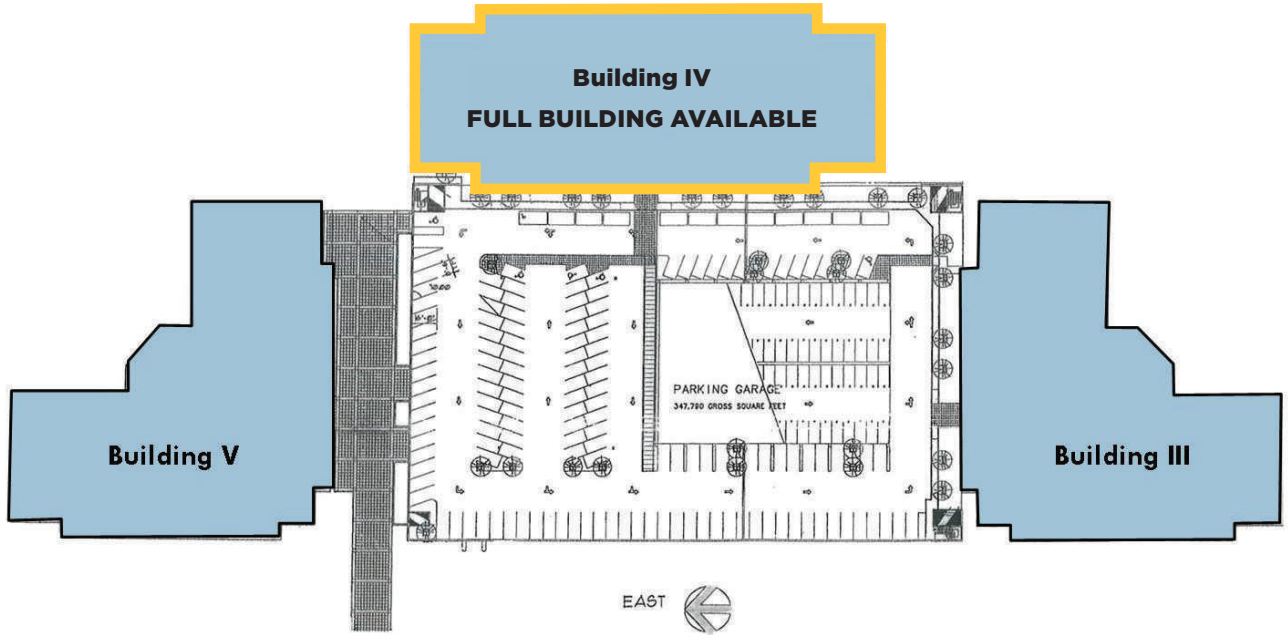 Building IV
FULL BUILDING AVAILABLE
PARKING GARAGE
347,790 GROSS SQUARE FEET
Building V
Building III
EAST